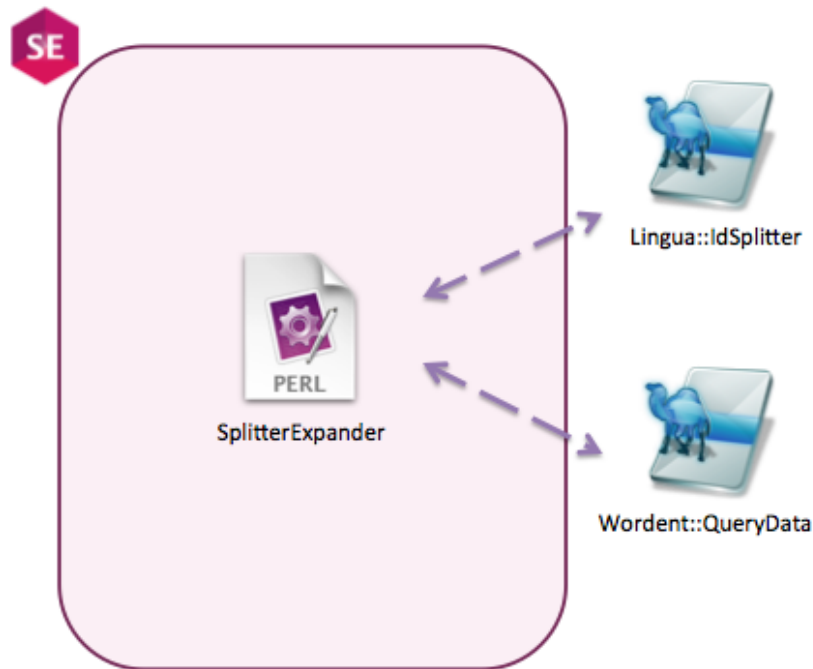 SE
Lingua::IdSplitter
PERL
SplitterExpander
Wordent::QueryData